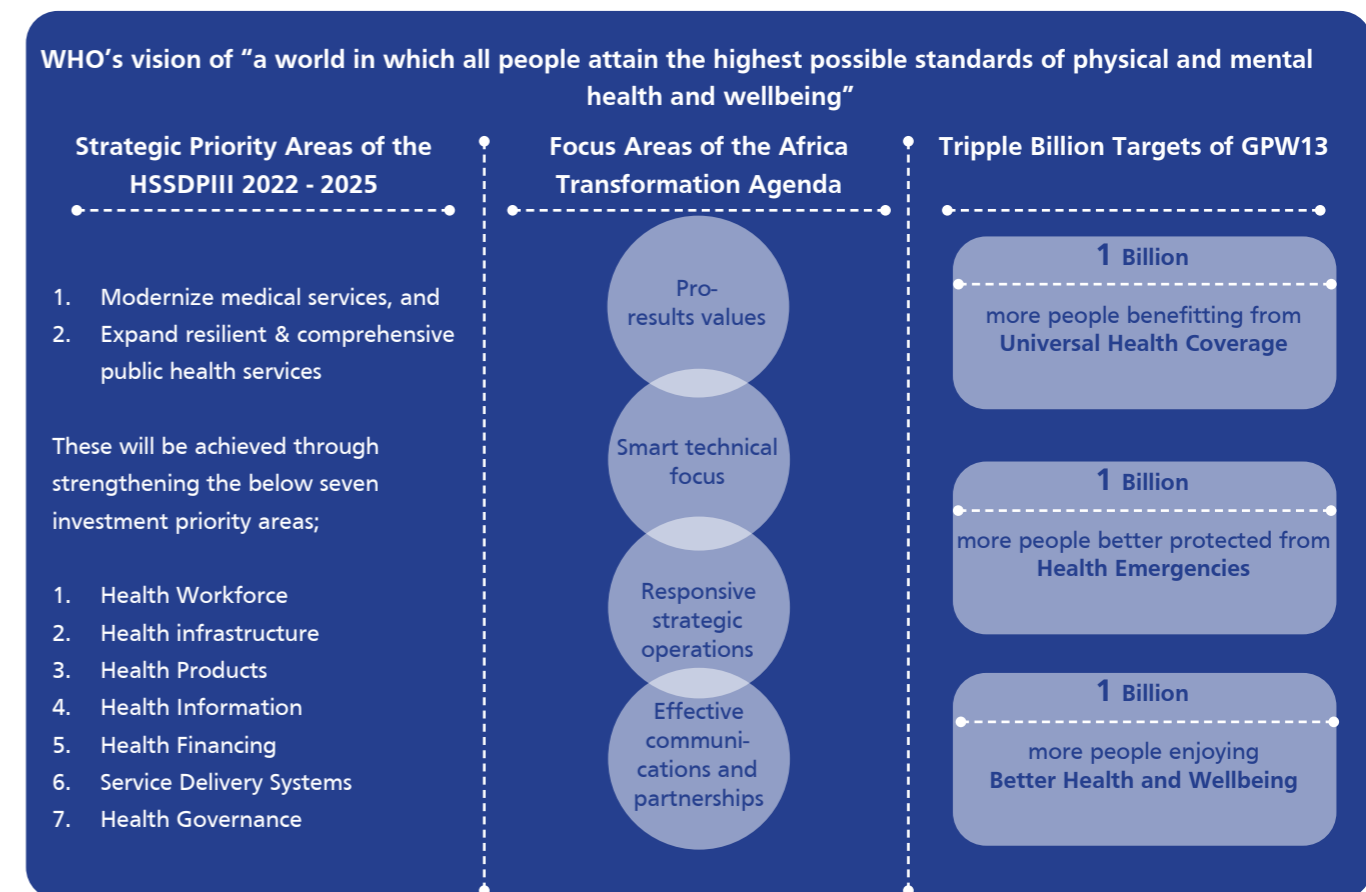 WHO’s vision of “a world in which all people attain the highest possible standards of physical and mental
health and wellbeing”
Strategic Priority Areas of the
HSSDPIII 2022 - 2025
1. Modernize medical services, and
2. Expand resilient & comprehensive
public health services
These will be achieved through
strengthening the below seven
investment priority areas;
1. Health Workforce
2. Health infrastructure
3. Health Products
4. Health Information
5. Health Financing
6. Service Delivery Systems
7. Health Governance
Focus Areas of the Africa
Transformation Agenda
Pro-
results values
Smart technical
focus
Responsive
strategic
operations
Effective
communi-
cations and
partnerships
Tripple Billion Targets of GPW13
1 Billion
more people benefitting from
Universal Health Coverage
1 Billion
more people better protected from
Health Emergencies
1 Billion
more people enjoying
Better Health and Wellbeing